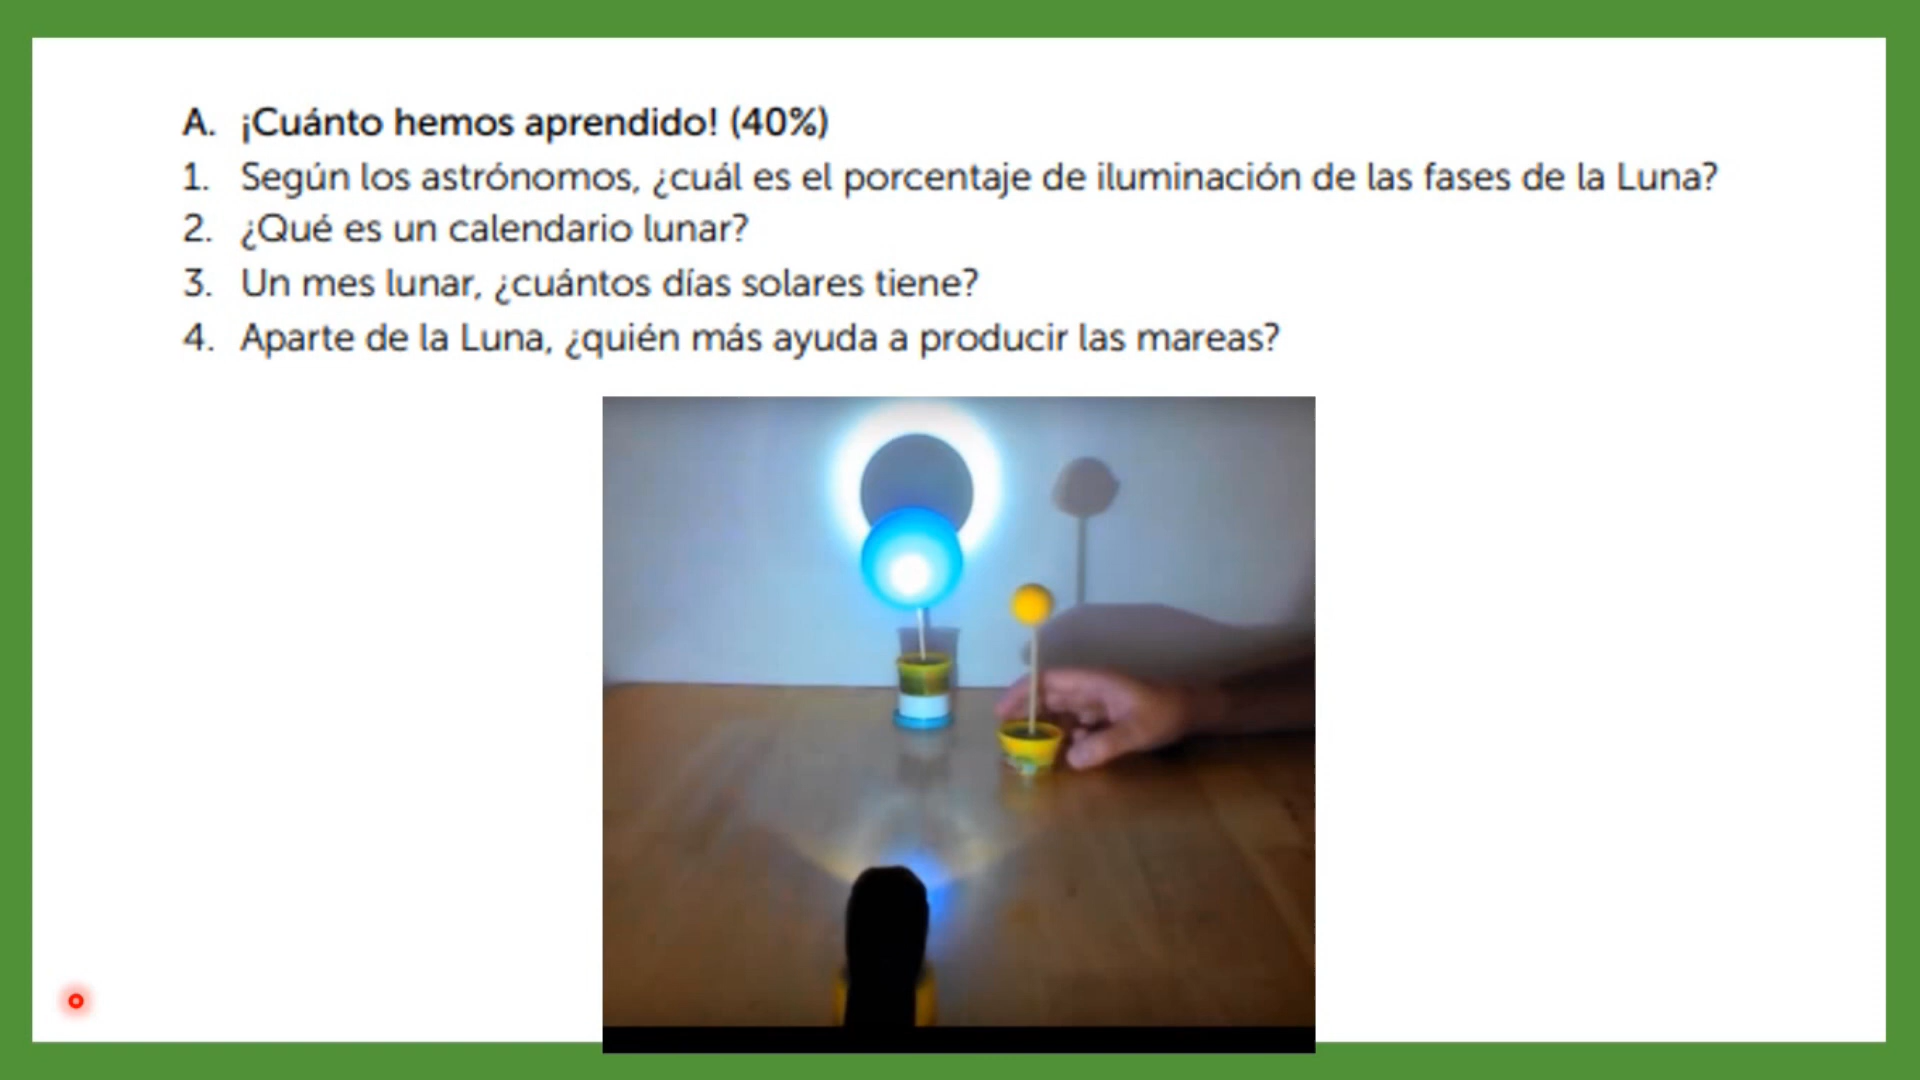 A. ¡Cuánto hemos aprendido! (40%)
1. Según los astrónomos, ¿cuál es el porcentaje de iluminación de las fases de la Luna?
2. ¿Qué es un calendario lunar?
3. Un mes lunar, ¿cuántos días solares tiene?
4. Aparte de la Luna, ¿quién más ayuda a producir las mareas?